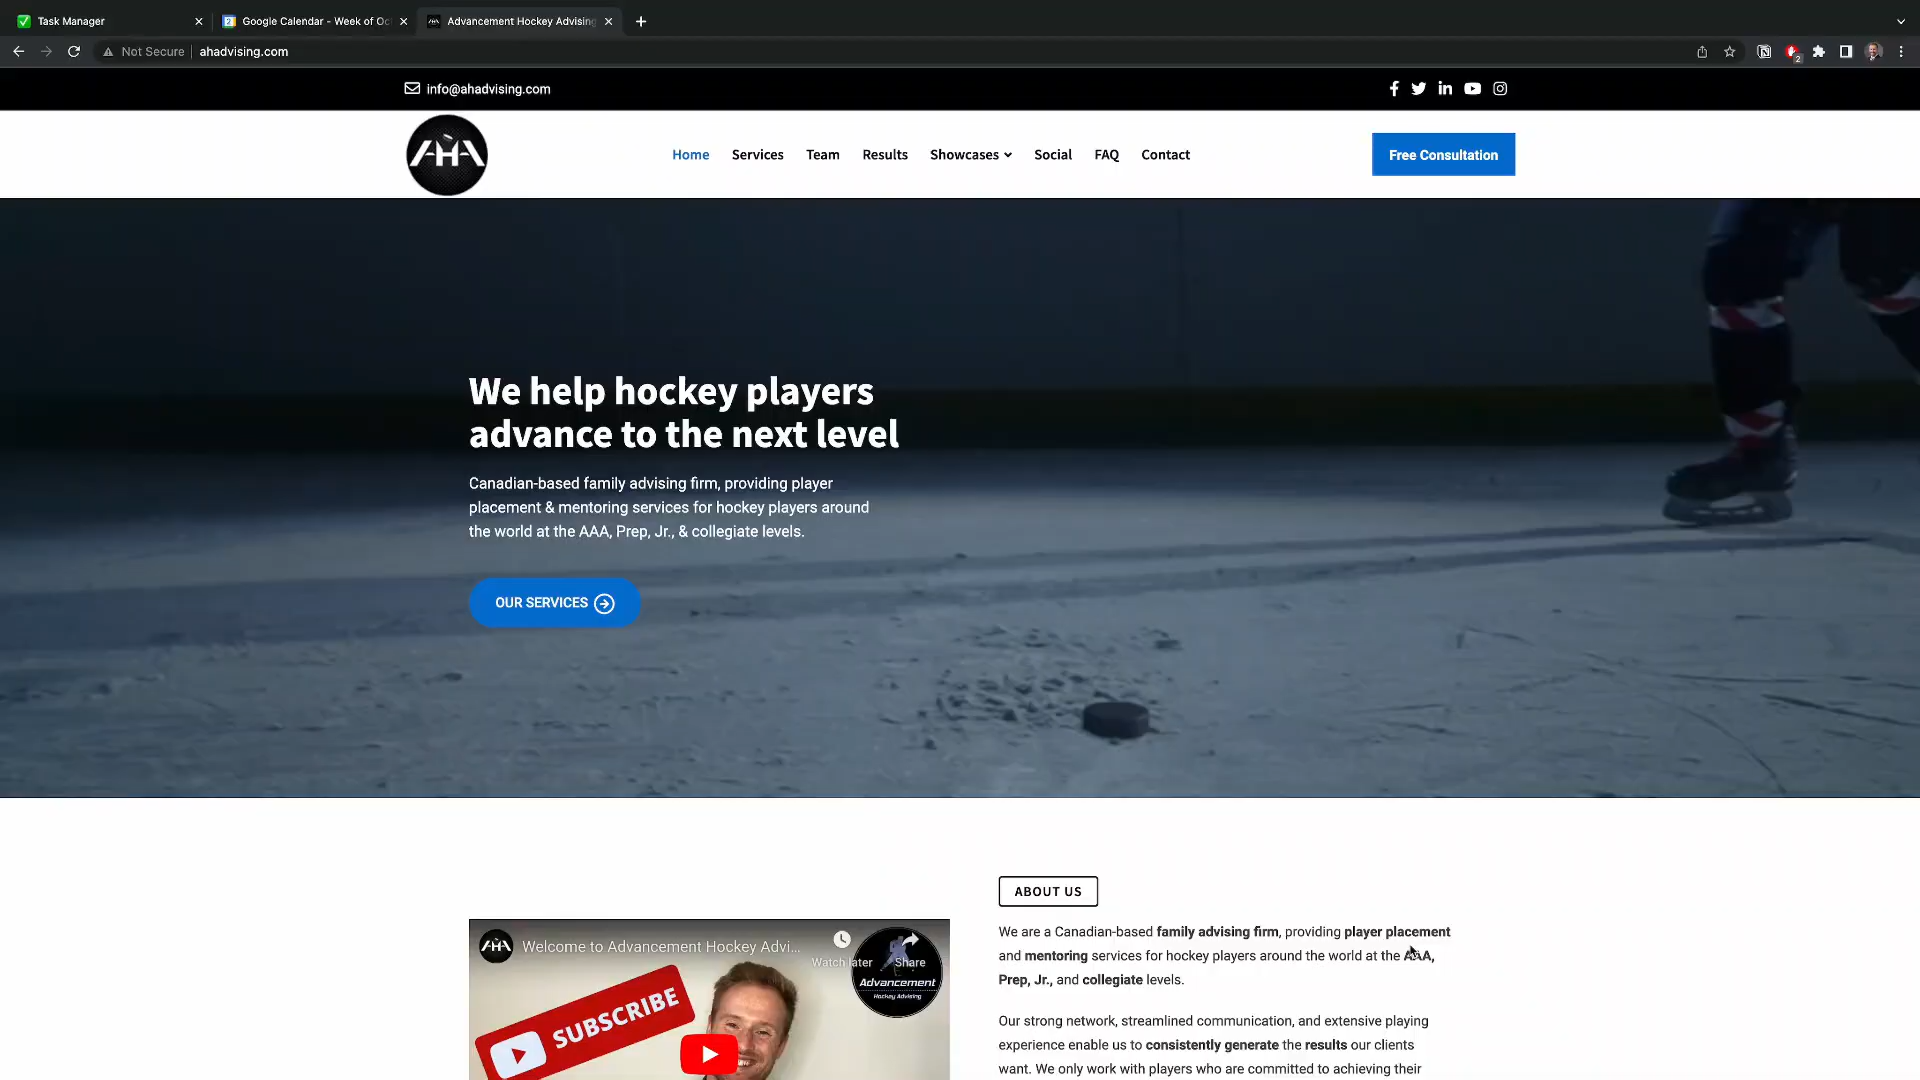 Task Manager
Google Calendar - Week of Oc
Advancement Hockey Advising
Not Secure
ahadvising.com
2
info@ahadvising.com
AHA
Home
Services
Team
Results
Showcases
Social
FAQ
Contact
Free Consultation
We help hockey players
advance to the next level
Canadian-based family advising firm, providing player
placement & mentoring services for hockey players around
the world at the AAA, Prep, Jr., & collegiate levels.
OUR SERVICES
ABOUT US
We are a Canadian-based family advising firm, providing player placement
and mentoring services for hockey players around the world at the AAA,
Prep, Jr., and collegiate levels.
Our strong network, streamlined communication, and extensive playing
experience enable us to consistently generate the results our clients
want. We only work with players who are committed to achieving their
AHA
Welcome to Advancement Hockey Advi...
Watch later
Share
Advancement
Hockey Advising
SUBSCRIBE